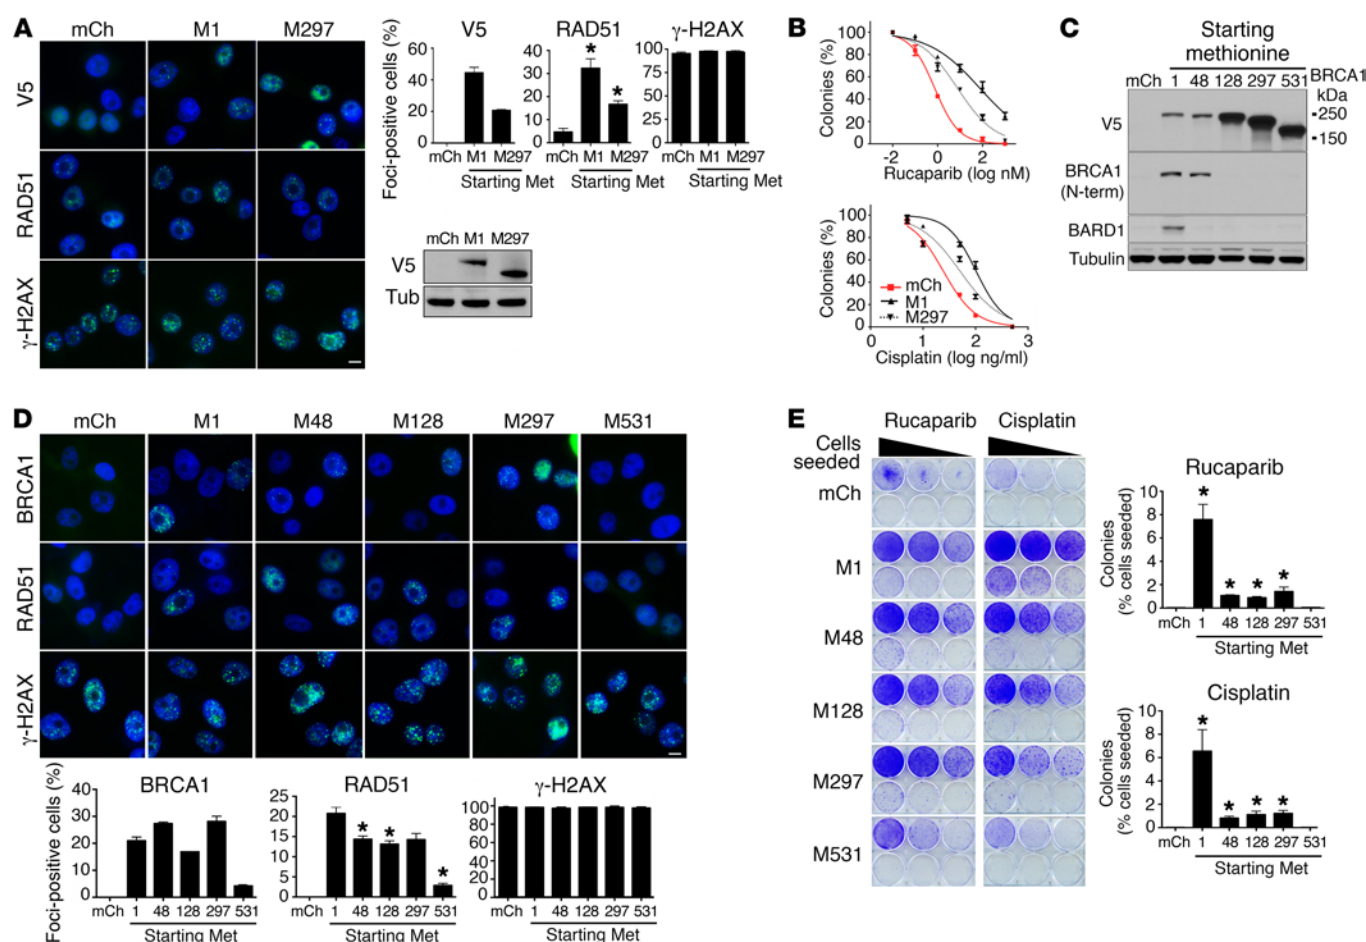 A
mCh M1 M297
V5
RAD51
γ-H2AX
Foci-positive cells (%)
V5
60
40
20
0
mCh M1 M297
Starting Met
RAD51
50
40
30
20
10
0
* *
mCh M1 M297
Starting Met
γ-H2AX
100
75
50
25
0
mCh M1 M297
Starting Met
mCh M1 M297
V5
Tub
B
Colonies (%)
100
80
60
40
20
0
-2 0 2
Rucaparib (log nM)
Colonies (%)
100
80
60
40
20
0
mCh
M1
M297
0 1 2 3
Cisplatin (log ng/ml)
C
Starting
methionine
mCh 1 48 128 297 531 BRCA1
kDa
V5
-250
-150
BRCA1
(N-term)
BARD1
Tubulin
D
mCh M1 M48 M128 M297 M531
BRCA1
RAD51
γ-H2AX
Foci-positive cells (%)
BRCA1
40
30
20
10
0
mCh 1 48 128 297 531
Starting Met
RAD51
25
20
15
10
5
0
* * *
mCh 1 48 128 297 531
Starting Met
γ-H2AX
100
80
60
40
20
0
mCh 1 48 128 297 531
Starting Met
E
Rucaparib Cisplatin
Cells
seeded
mCh
M1
M48
M128
M297
M531
Rucaparib
Colonies
(% cells seeded)
10
8
6
4
2
0
* * * *
mCh 1 48 128 297 531
Starting Met
Cisplatin
Colonies
(% cells seeded)
10
8
6
4
2
0
* * * *
mCh 1 48 128 297 531
Starting Met